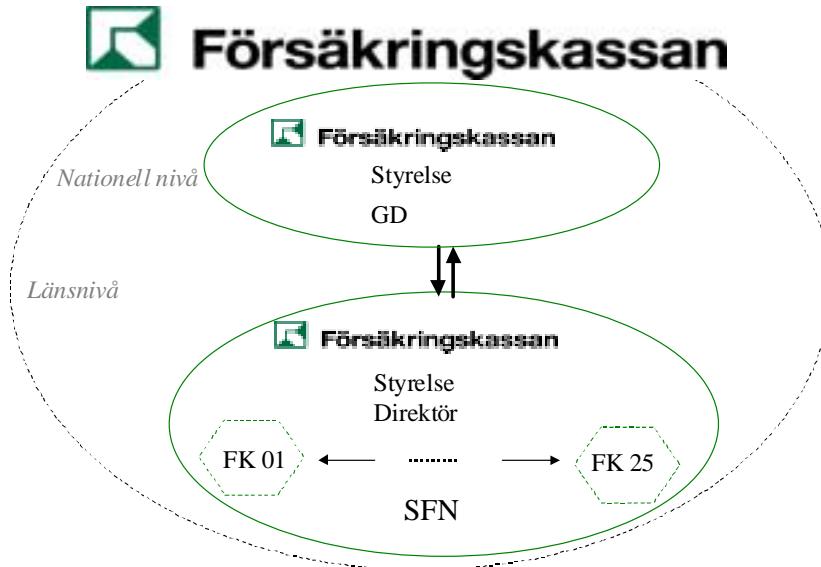 Försäkringskassan
Försäkringskassan
Styrelse
Nationell nivå
GD
Länsnivå
Försäkringskassan
Styrelse
Direktör
FK 01
FK 25
SFN